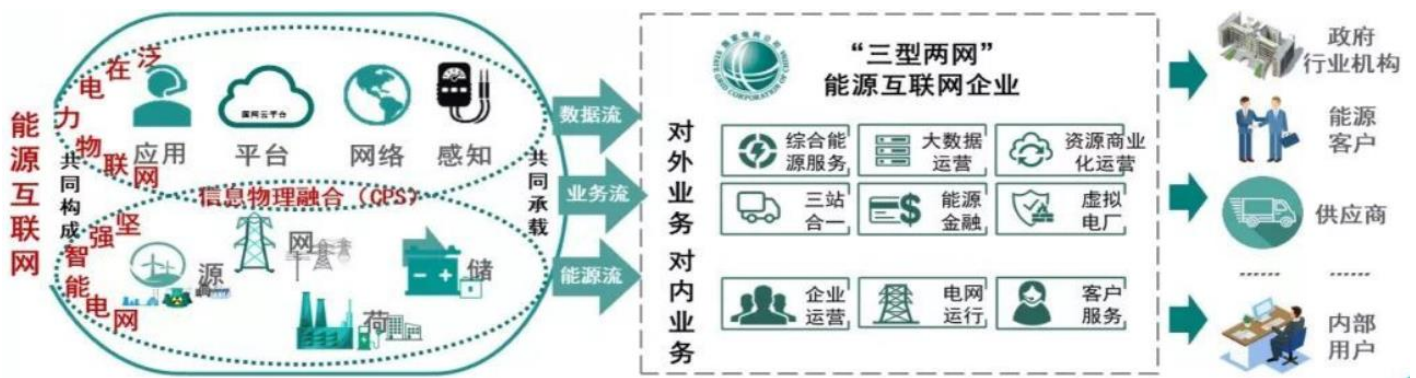 能源互联网
泛在电力物联网
应用
平台
网络
感知
国网云平台
共同构成
共同承载
信息物理融合（CPS）
坚强智能电网
源
网
荷
储
数据流
业务流
能源流
“三型两网”
能源互联网企业
对外业务
综合能
源服务
大数据
运营
资源商业
化运营
三站
合一
能源
金融
虚拟
电厂
对内业务
企业
运营
电网
运行
客户
服务
政府
行业机构
能源
客户
供应商
……
内部
用户